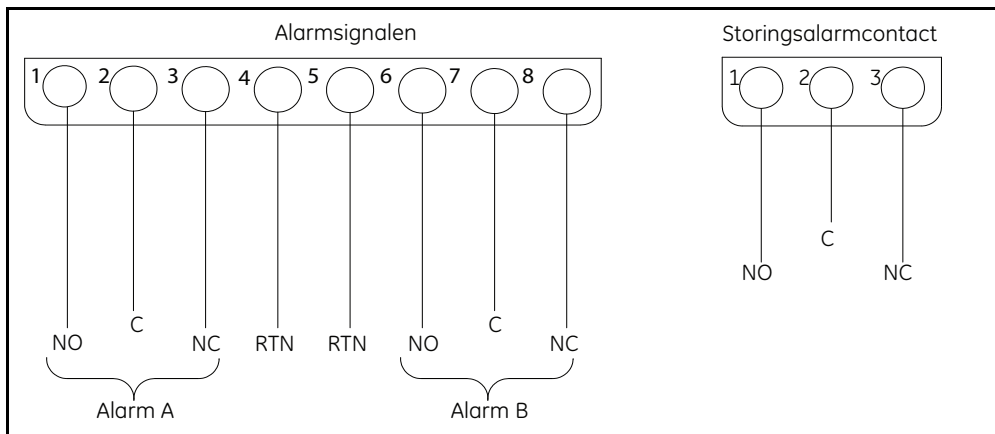 Alarmsignalen
1 2 3 4 5 6 7 8
NO C NC RTN RTN NO C NC
Alarm A Alarm B
Storingsalarmcontact
1 2 3
NO C NC